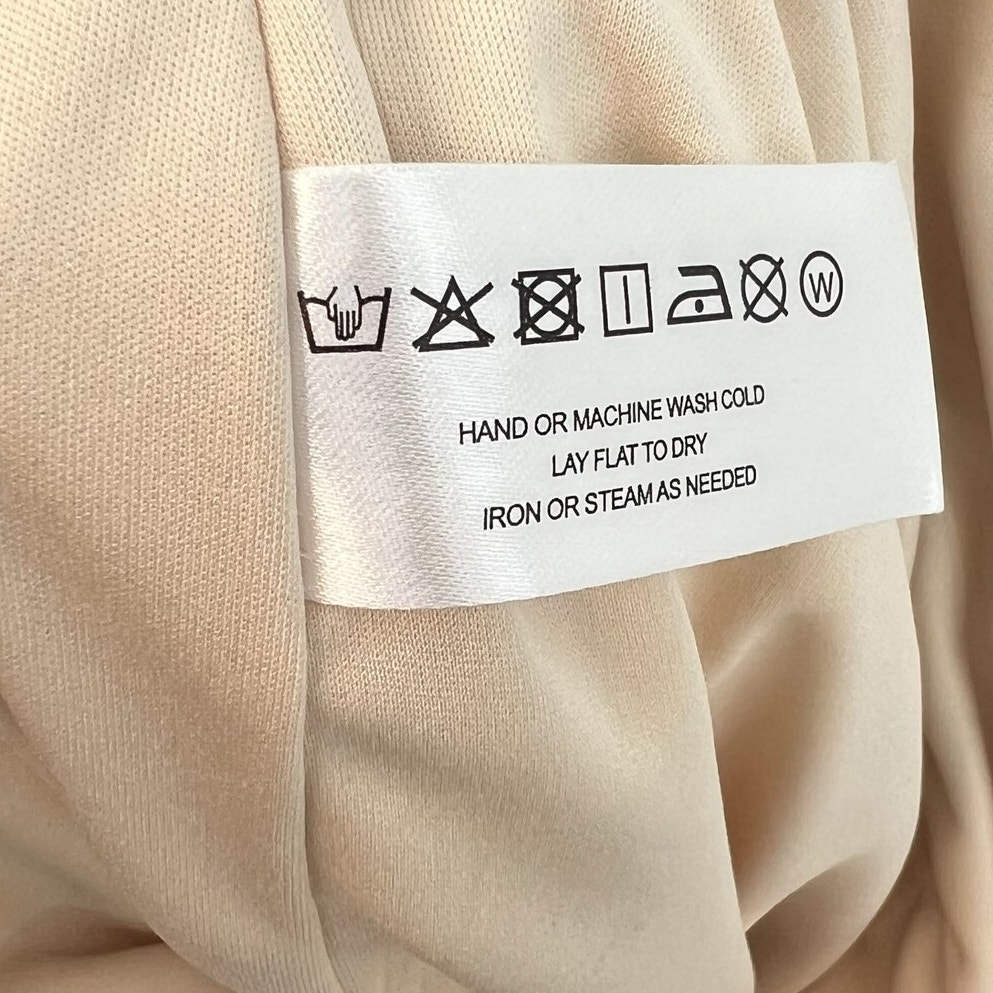 W
HAND OR MACHINE WASH COLD
LAY FLAT TO DRY
IRON OR STEAM AS NEEDED